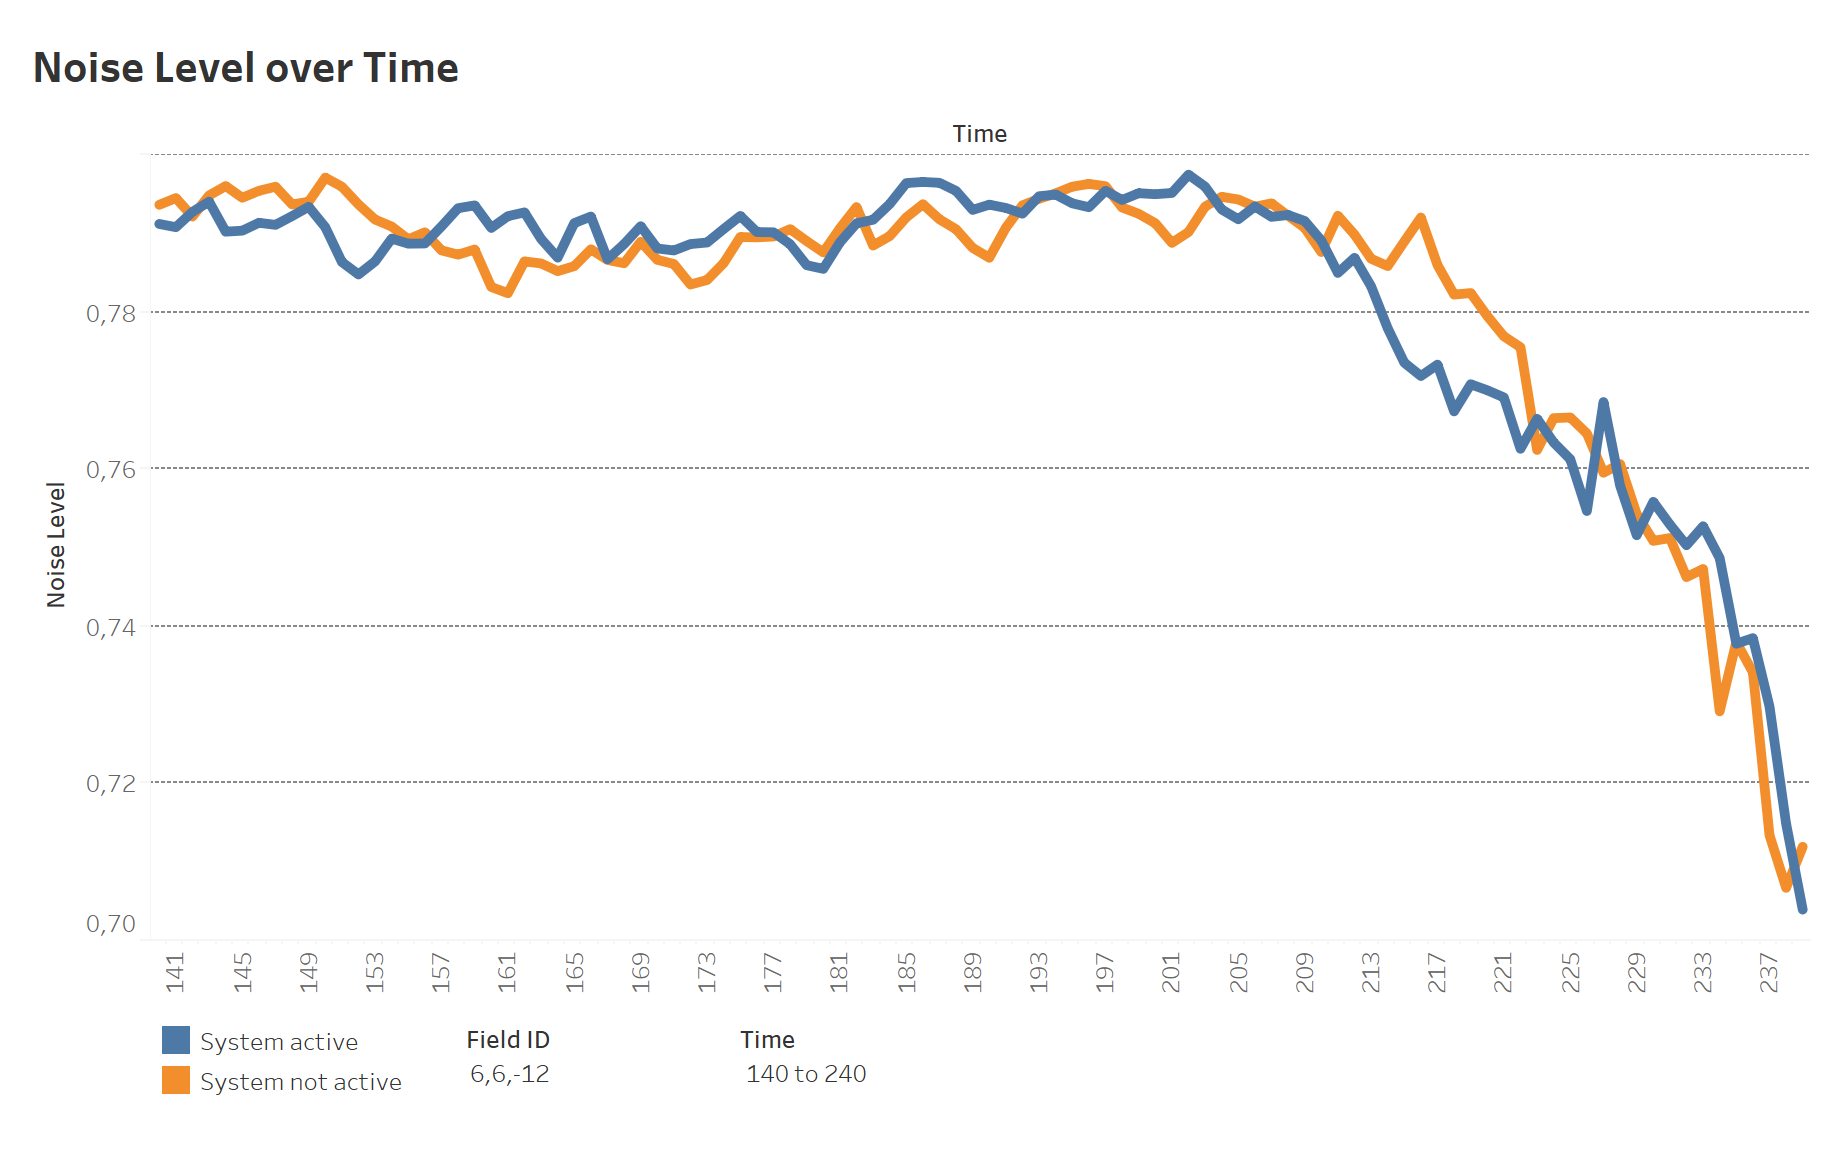 Noise Level over Time
Time
Noise Level
0,78
0,76
0,74
0,72
0,70
141 145 149 153 157 161 165 169 173 177 181 185 189 193 197 201 205 209 213 217 221 225 229 233 237
System active
System not active
Field ID
6,6,-12
Time
140 to 240